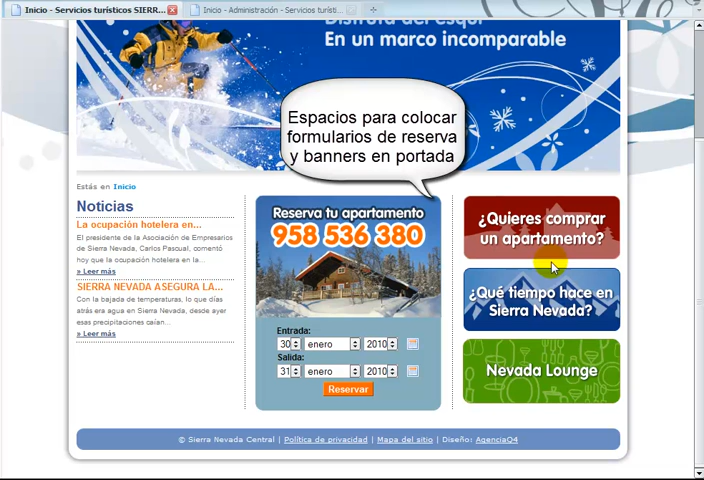 Inicio - Servicios turísticos SIERR...
Inicio - Administración - Servicios turísti...
Disfruta del esquí
En un marco incomparable
Espacios para colocar
formularios de reserva
y banners en portada
Estás en Inicio
Noticias
La ocupación hotelera en...
El presidente de la Asociación de Empresarios
de Sierra Nevada, Carlos Pascual, comentó
hoy que la ocupación hotelera en la...
» Leer más
SIERRA NEVADA ASEGURA LA...
Con la bajada de temperaturas, lo que días
atrás era agua en Sierra Nevada, desde ayer
esas precipitaciones caían...
» Leer más
Reserva tu apartamento
958 536 380
Entrada:
30 enero 2010
Salida:
31 enero 2010
Reservar
¿Quieres comprar
un apartamento?
¿Qué tiempo hace en
Sierra Nevada?
Nevada Lounge
© Sierra Nevada Central | Política de privacidad | Mapa del sitio | Diseño: AgenciaQ4